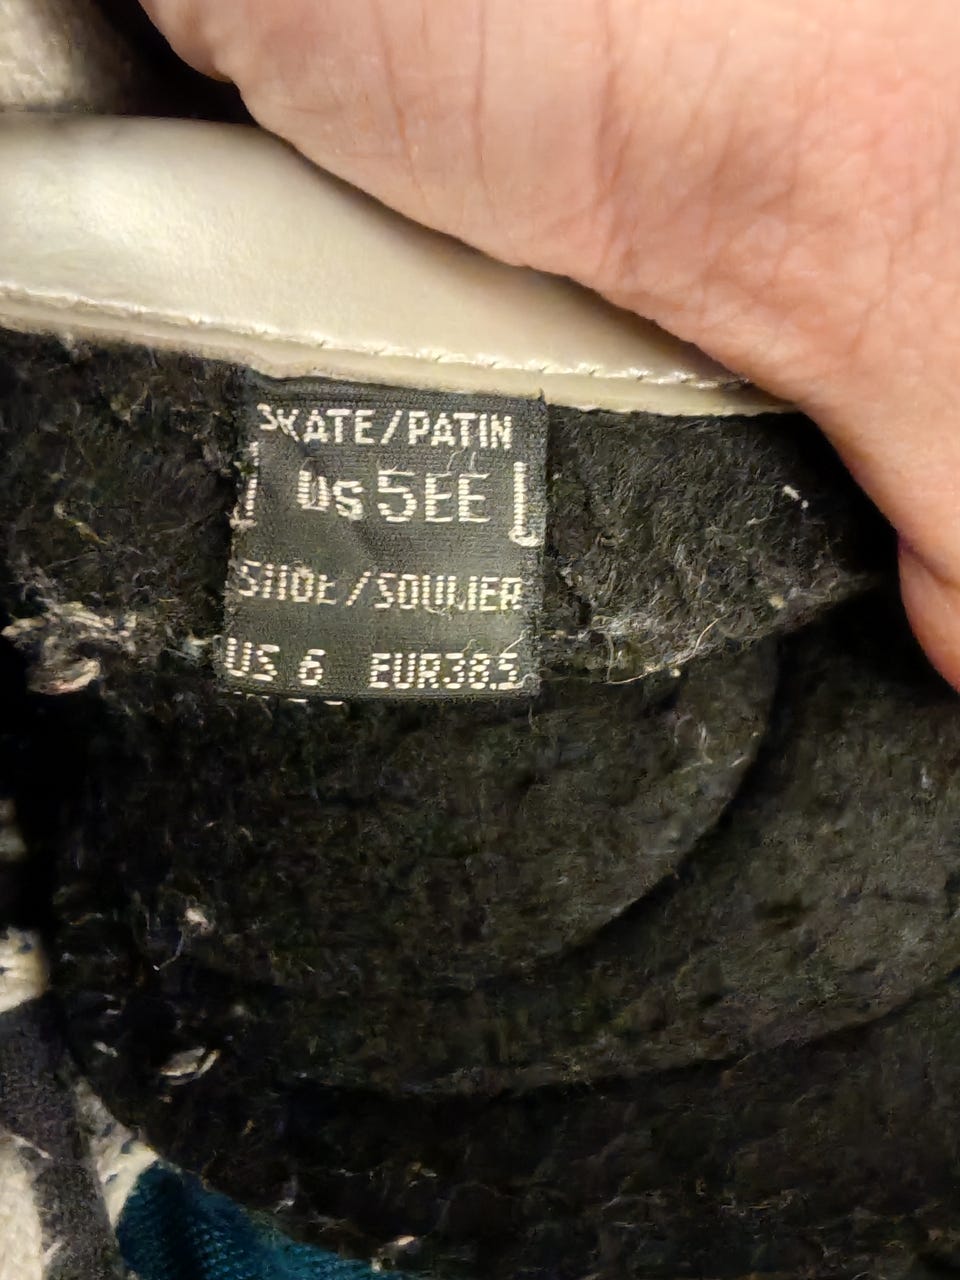 SKATE/PATIN
US 5EE
SHOE/SOULIER
US 6 EUR38.5